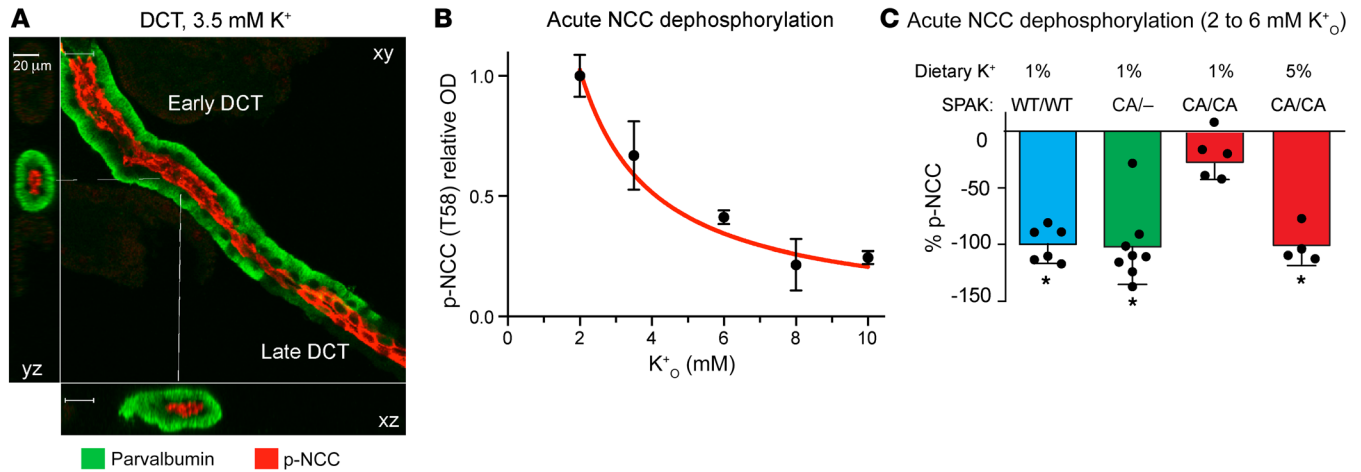 A
DCT, 3.5 mM K⁺
20 μm
xy
Early DCT
Late DCT
yz
xz
Parvalbumin
p-NCC
B
Acute NCC dephosphorylation
p-NCC (T58) relative OD
1.0
0.5
0.0
0 2 4 6 8 10
K⁺O (mM)
C Acute NCC dephosphorylation (2 to 6 mM K⁺O)
Dietary K⁺ 1% 1% 1% 5%
SPAK: WT/WT CA/– CA/CA CA/CA
% p-NCC
0
-50
-100
-150
* * *